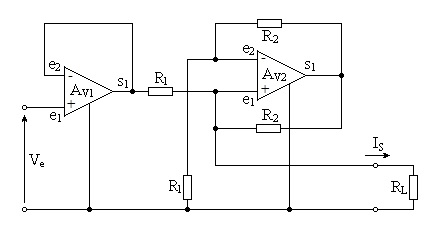 R2
e2
-
AV1
+
e1
S1
R1
e2
-
AV2
+
e1
S1
R2
Ve
R1
IS
RL